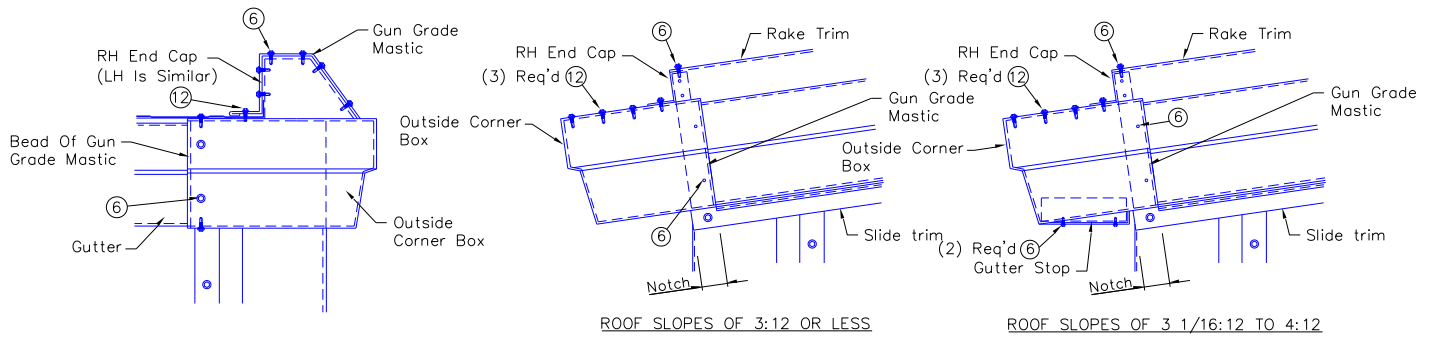 6
Gun Grade
Mastic
RH End Cap
(LH Is Similar)
12
Bead Of Gun
Grade Mastic
6
Gutter
Outside
Corner Box
6
Rake Trim
RH End Cap
(3) Req'd 12
Gun Grade
Mastic
Outside Corner
Box
6
Slide trim
Notch
ROOF SLOPES OF 3:12 OR LESS
6
Rake Trim
RH End Cap
(3) Req'd 12
Gun Grade
Mastic
6
Outside Corner
Box
(2) Req'd 6
Gutter Stop
Slide trim
Notch
ROOF SLOPES OF 3 1/16:12 TO 4:12